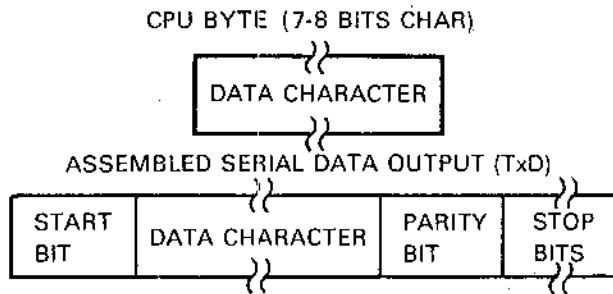 CPU BYTE (7-8 BITS CHAR)
DATA CHARACTER
ASSEMBLED SERIAL DATA OUTPUT (TxD)
START BIT
DATA CHARACTER
PARITY BIT
STOP BITS